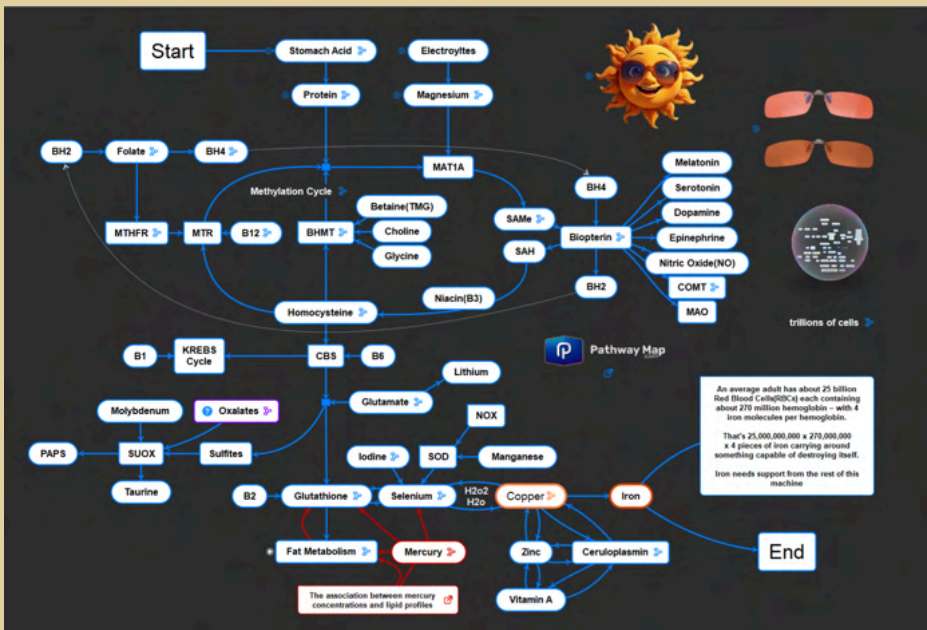 Start
Stomach Acid
Electroyltes
Protein
Magnesium
BH2
Folate
BH4
MAT1A
Methylation Cycle
Betaine(TMG)
Choline
Glycine
MTHFR
MTR
B12
BHMT
SAMe
SAH
BH4
Biopterin
BH2
Melatonin
Serotonin
Dopamine
Epinephrine
Nitric Oxide(NO)
COMT
MAO
Niacin(B3)
Homocysteine
trillions of cells
B1
KREBS
Cycle
CBS
B6
Pathway Map
Lithium
Glutamate
Molybdenum
Oxalates
NOX
PAPS
SUOX
Sulfites
Iodine
SOD
Manganese
Taurine
B2
Glutathione
Selenium
H2o2
H2o
Copper
Iron
Fat Metabolism
Mercury
Zinc
Ceruloplasmin
Vitamin A
The association between mercury
concentrations and lipid profiles
An average adult has about 25 billion
Red Blood Cells(RBCs) each containing
about 270 million hemoglobin – with 4
iron molecules per hemoglobin.
That's 25,000,000,000 x 270,000,000
x 4 pieces of iron carrying around
something capable of destroying itself.
Iron needs support from the rest of this
machine
End